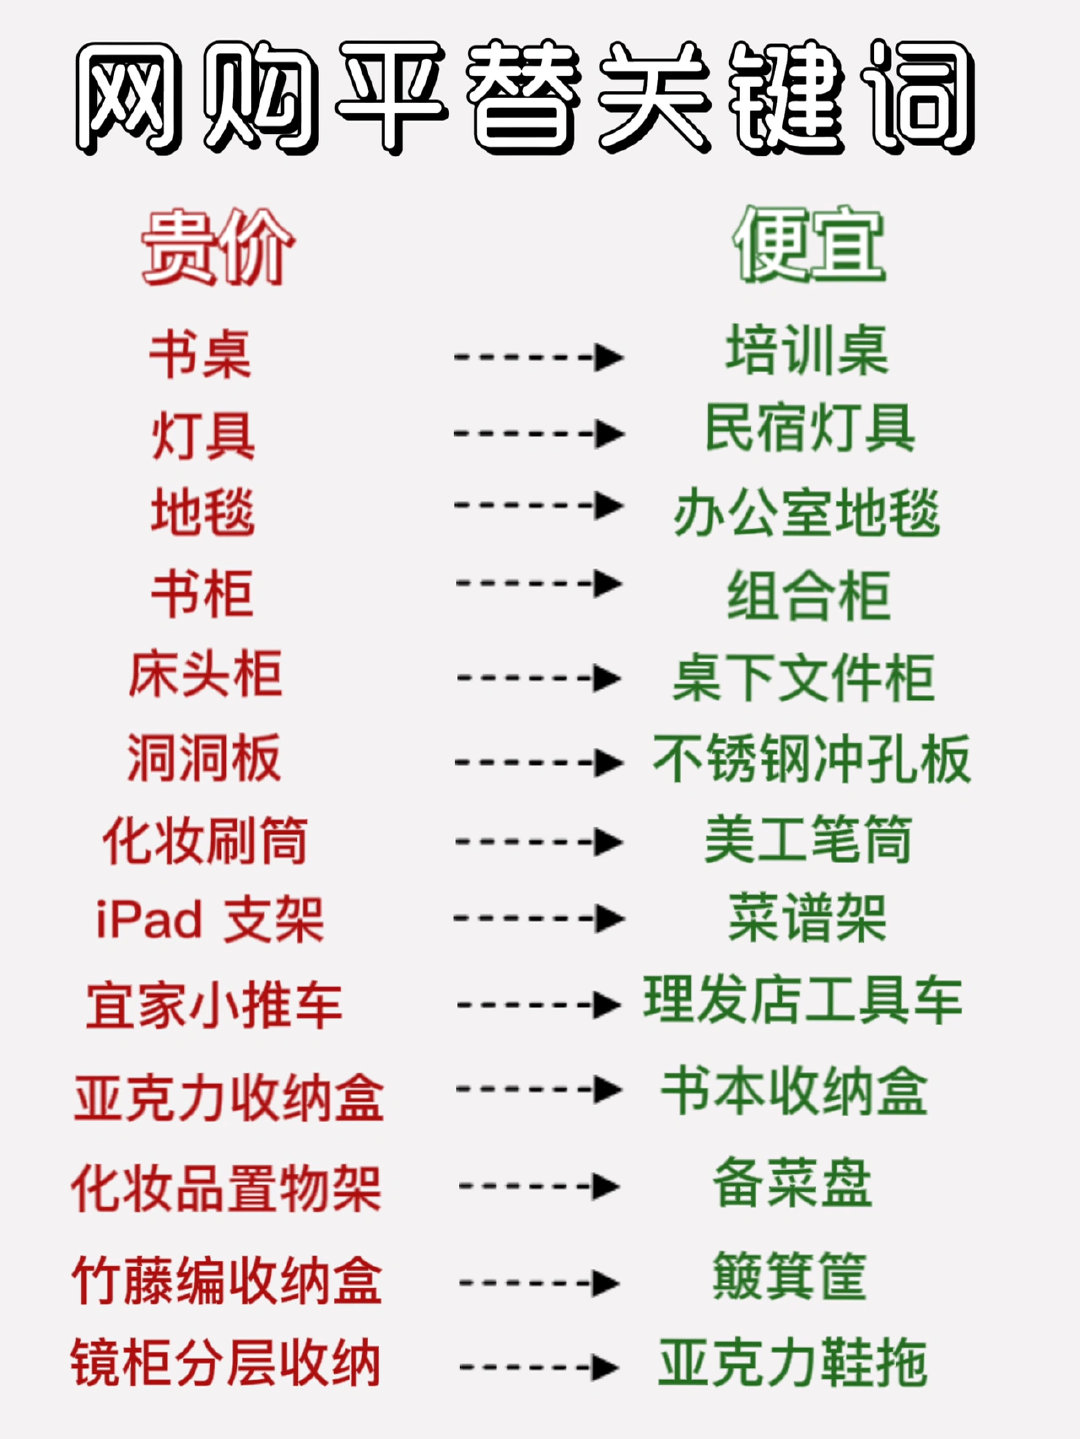 网购平替关键词
贵价 便宜
书桌 培训桌
灯具 民宿灯具
地毯 办公室地毯
书柜 组合柜
床头柜 桌下文件柜
洞洞板 不锈钢冲孔板
化妆刷筒 美工笔筒
iPad 支架 菜谱架
宜家小推车 理发店工具车
亚克力收纳盒 书本收纳盒
化妆品置物架 备菜盘
竹藤编收纳盒 簸箕筐
镜柜分层收纳 亚克力鞋拖